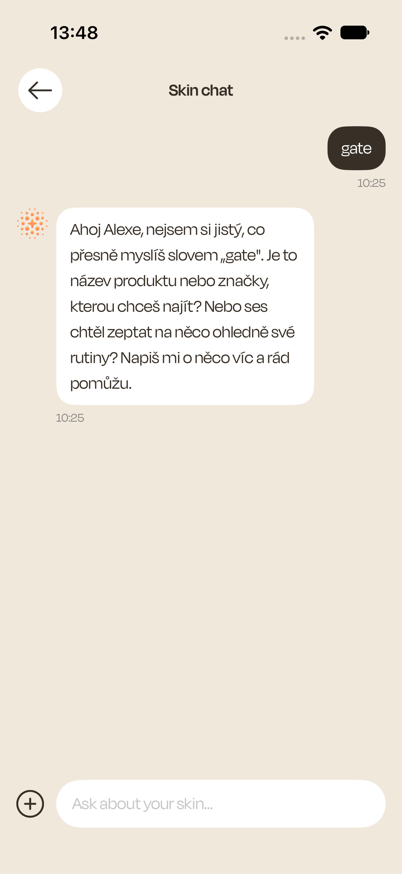 13:48
Skin chat
gate
10:25
Ahoj Alexe, nejsem si jistý, co
přesně myslíš slovem „gate". Je to
název produktu nebo značky,
kterou chceš najít? Nebo ses
chtěl zeptat na něco ohledně své
rutiny? Napiš mi o něco víc a rád
pomůžu.
10:25
Ask about your skin...